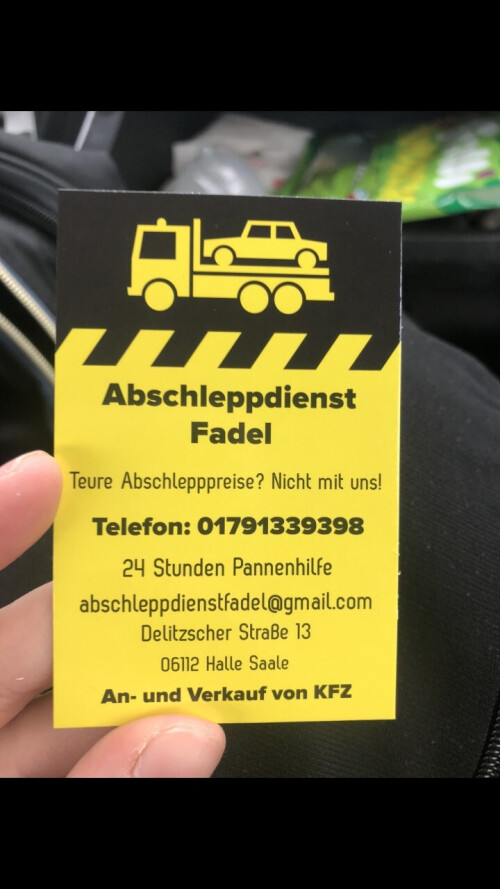 Abschleppdienst
Fadel
Teure Abschlepppreise? Nicht mit uns!
Telefon: 01791339398
24 Stunden Pannenhilfe
abschleppdienstfadel@gmail.com
Delitzscher Straße 13
06112 Halle Saale
An- und Verkauf von KFZ